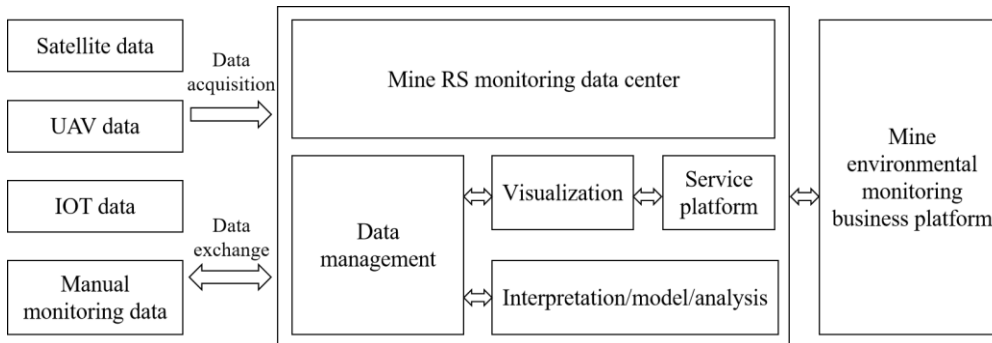 Satellite data
UAV data
IOT data
Manual
monitoring data
Data
acquisition
Data
exchange
Mine RS monitoring data center
Data
management
Visualization
Service
platform
Interpretation/model/analysis
Mine
environmental
monitoring
business platform